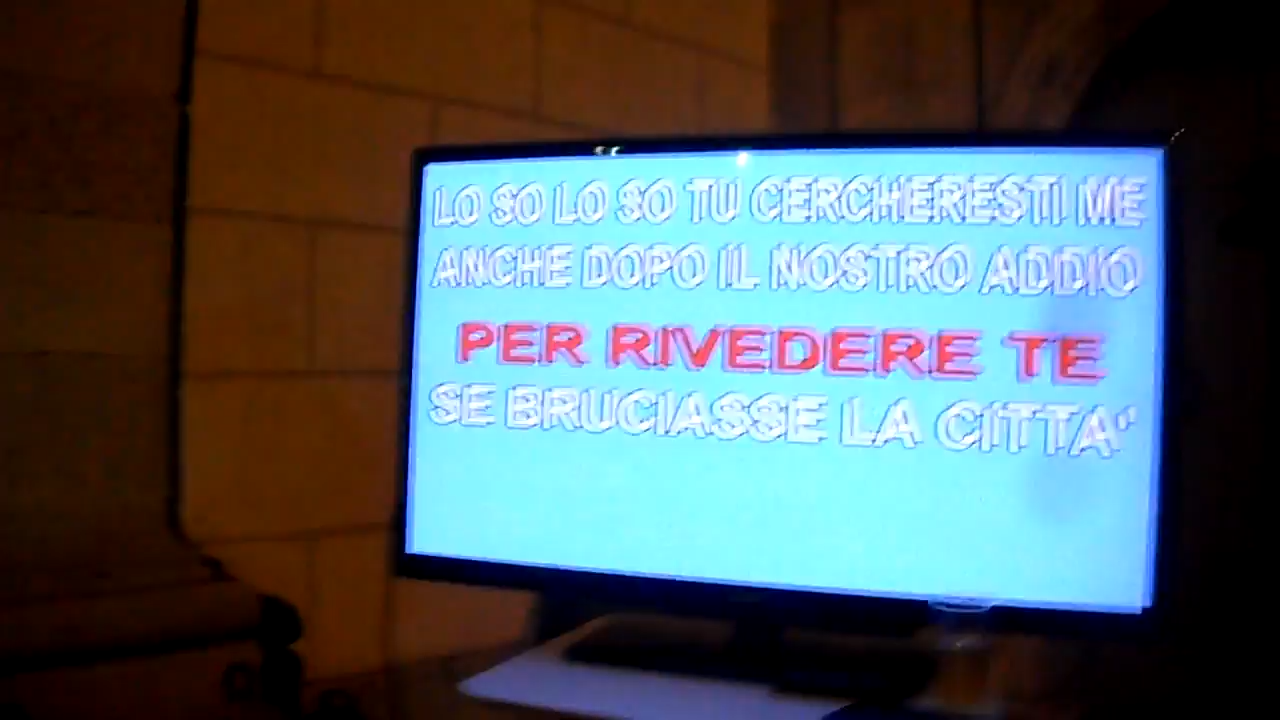 LO SO LO SO TU CERCHERESTI ME
ANCHE DOPO IL NOSTRO ADDIO
PER RIVEDERE TE
SE BRUCIASSE LA CITTA'